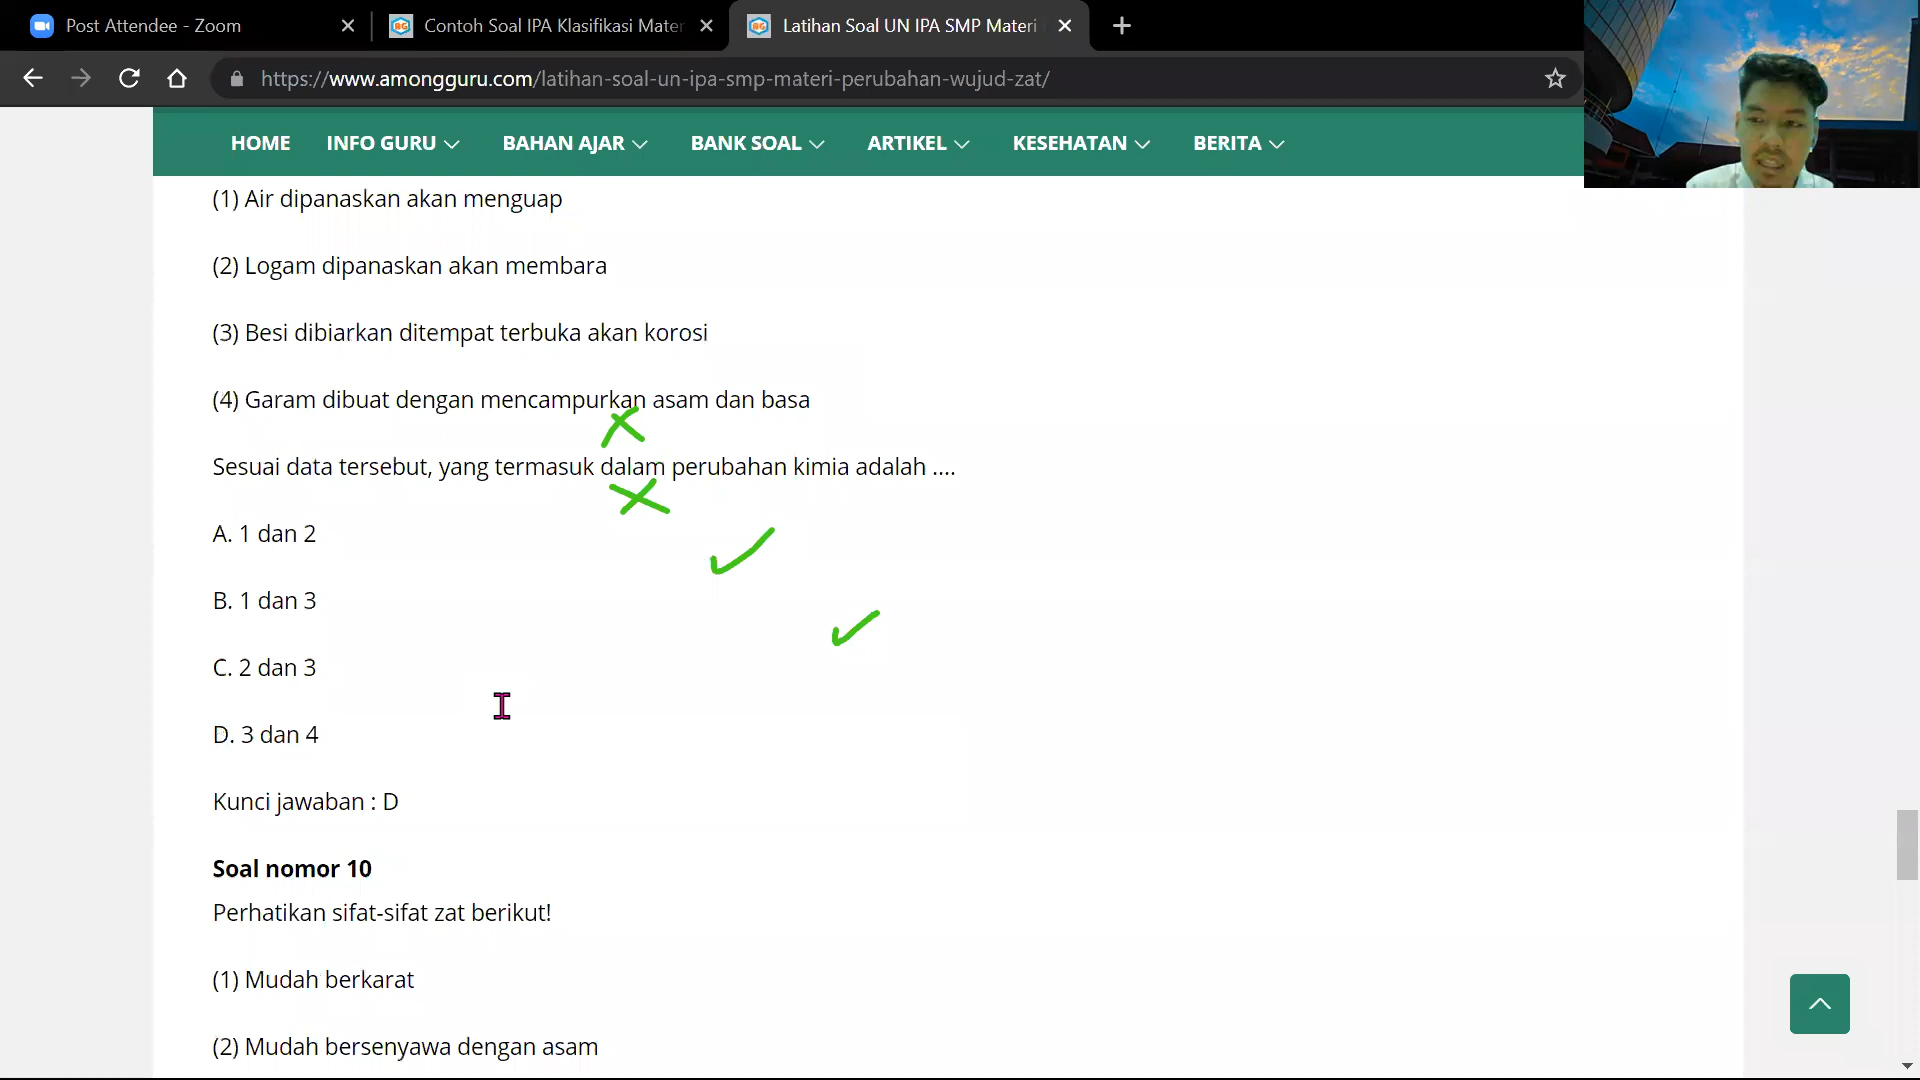 Post Attendee - Zoom
Contoh Soal IPA Klasifikasi Mater
Latihan Soal UN IPA SMP Materi
https://www.amongguru.com/latihan-soal-un-ipa-smp-materi-perubahan-wujud-zat/
HOME INFO GURU BAHAN AJAR BANK SOAL ARTIKEL KESEHATAN BERITA
(1) Air dipanaskan akan menguap
(2) Logam dipanaskan akan membara
(3) Besi dibiarkan ditempat terbuka akan korosi
(4) Garam dibuat dengan mencampurkan asam dan basa
Sesuai data tersebut, yang termasuk dalam perubahan kimia adalah ....
A. 1 dan 2
B. 1 dan 3
C. 2 dan 3
D. 3 dan 4
Kunci jawaban : D
Soal nomor 10
Perhatikan sifat-sifat zat berikut!
(1) Mudah berkarat
(2) Mudah bersenyawa dengan asam